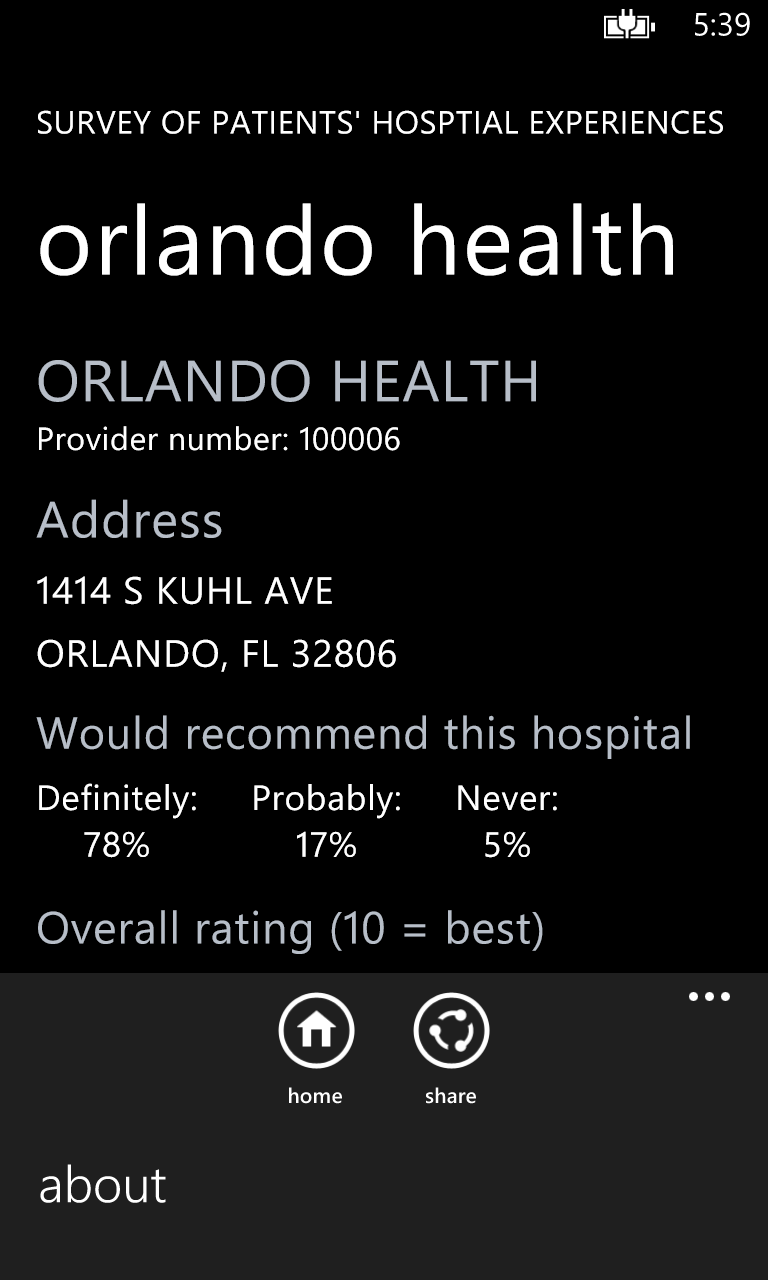 5:39
SURVEY OF PATIENTS' HOSPTIAL EXPERIENCES
orlando health
ORLANDO HEALTH
Provider number: 100006
Address
1414 S KUHL AVE
ORLANDO, FL 32806
Would recommend this hospital
Definitely: Probably: Never:
78% 17% 5%
Overall rating (10 = best)
home share
about